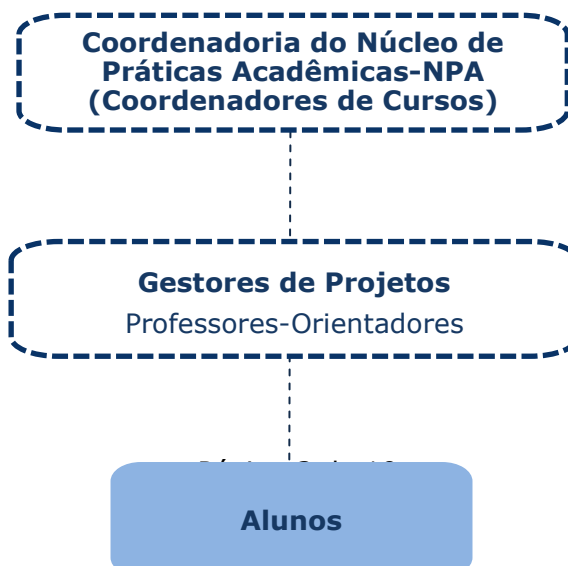 Coordenadoria do Núcleo de
Práticas Acadêmicas-NPA
(Coordenadores de Cursos)
Gestores de Projetos
Professores-Orientadores
Alunos